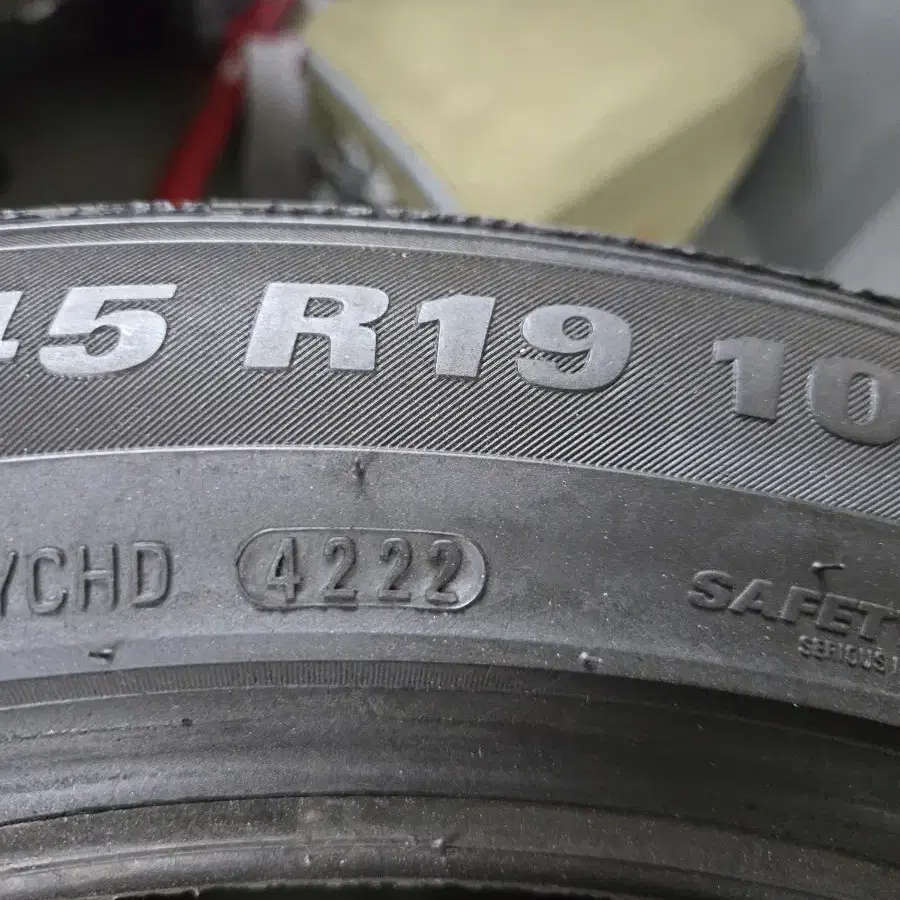 45 R19 10
YCHD 4222
SAFET
SERIOUS